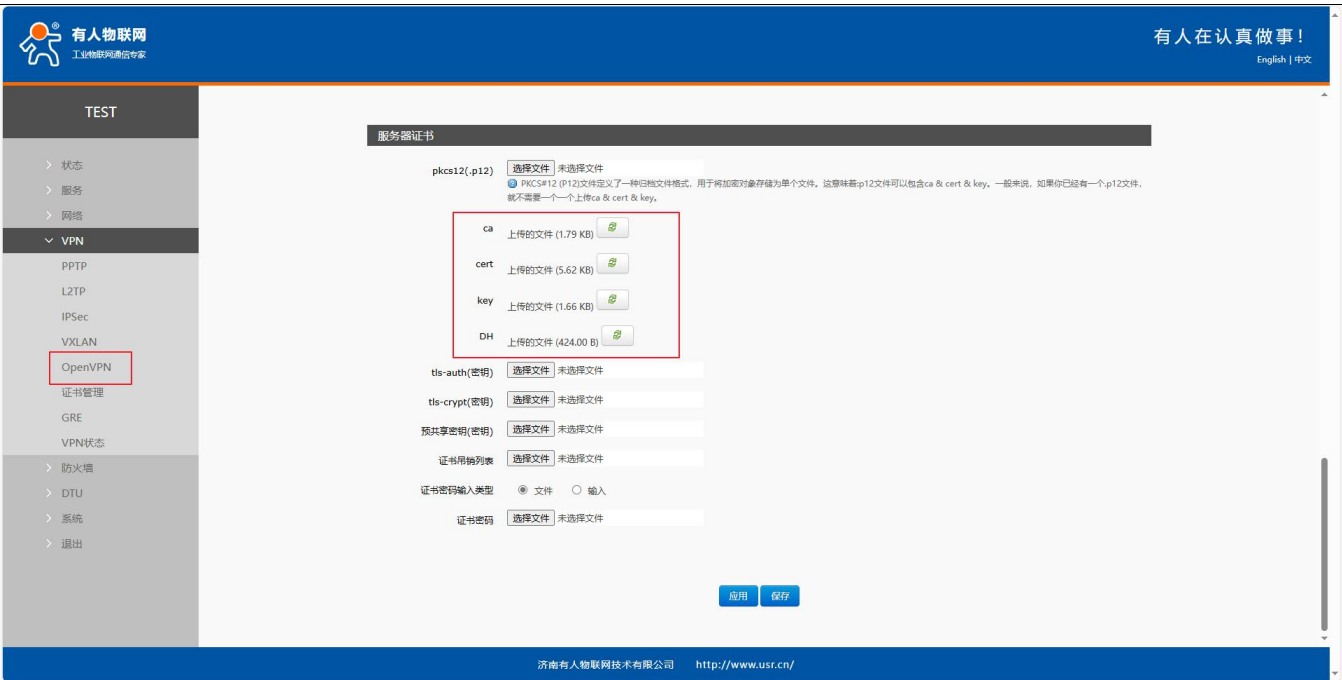 有人物联网
工业物联网通信专家
有人在认真做事！
English | 中文
TEST
状态
服务
网络
VPN
PPTP
L2TP
IPSec
VXLAN
OpenVPN
证书管理
GRE
VPN状态
防火墙
DTU
系统
退出
服务器证书
pkcs12(.p12) 选择文件 未选择文件
PKCS#12 (P12)文件定义了一种归档文件格式，用于将加密对象存储为单个文件。这意味着:p12文件可以包含ca & cert & key。一般来说，如果你已经有一个.p12文件，
就不需要一个一个上传ca & cert & key。
ca 上传的文件 (1.79 KB)
cert 上传的文件 (5.62 KB)
key 上传的文件 (1.66 KB)
DH 上传的文件 (424.00 B)
tls-auth(密钥) 选择文件 未选择文件
tls-crypt(密钥) 选择文件 未选择文件
预共享密钥(密钥) 选择文件 未选择文件
证书吊销列表 选择文件 未选择文件
证书密码输入类型 文件 输入
证书密码 选择文件 未选择文件
应用 保存
济南有人物联网技术有限公司 http://www.usr.cn/